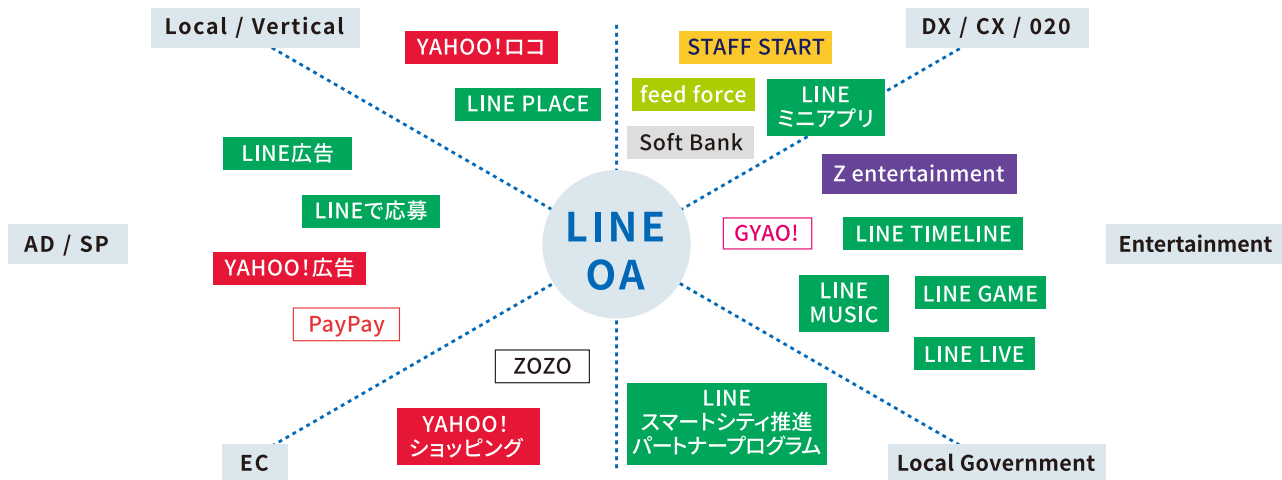 Local / Vertical
YAHOO!ロコ
STAFF START
DX / CX / 020
LINE PLACE
feed force
LINE
ミニアプリ
Soft Bank
LINE広告
Z entertainment
LINEで応募
LINE
OA
GYAO!
LINE TIMELINE
AD / SP
Entertainment
YAHOO!広告
LINE
MUSIC
LINE GAME
PayPay
ZOZO
LINE LIVE
YAHOO!
ショッピング
LINE
スマートシティ推進
パートナープログラム
EC
Local Government